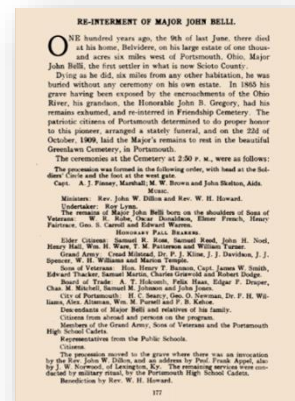 RE-INTERMENT OF MAJOR JOHN BELLI.
ONE hundred years ago, the 9th of June, there died
at his home, Belvidere, on his large estate of one thous-
and acres six miles west of Portsmouth, Ohio, Major
John Belli, the first settler in what is now Scioto County.
Dying as he did, six miles from any other habitation, he was
buried without any ceremony on his own estate. In 1865 his
grave having been exposed by the encroachments of the Ohio
River, his grandson, the Honorable John B. Gregory, had his
remains exhumed, and re-interred in Friendship Cemetery. The
patriotic citizens of Portsmouth determined to do proper honor
to this pioneer, arranged a stately funeral, and on the 22d of
October, 1909, laid the Major's remains to rest in the beautiful
Greenlawn Cemetery, in Portsmouth.
The ceremonies at the Cemetery at 2:50 P. M., were as follows:
The procession was formed in the following order, with head at the Sol-
diers' Circle and foot at the west gate.
Capt. A. J. Finney, Marshall; M. W. Brown and John Skelton, Aids.
MUSIC.
Ministers: Rev. John W. Dillon and Rev. W. H. Howard.
Undertaker: Roy Lynn.
The remains of Major John Belli born on the shoulders of Sons of
Veterans: W. R. Rohe, Oscar Donaldson, Elmer French, Henry
Fairtrace, Geo. S. Carroll and Edward Warren.
HONORARY PALL BEARERS.
Elder Citizens: Samuel R. Ross, Samuel Reed, John H. Noel,
Henry Hall, Wm. H. Ware, T. M. Patterson and William Turner.
Grand Army: Cread Milstead, Dr. P. J. Kline, J. J. Davidson, J. J.
Spencer, W. H. Williams and Marion Temple.
Sons of Veterans: Hon. Henry T. Bannon, Capt. James W. Smith,
Edward Thacker, Samuel Martin, Charles Graveld and Robert Dodge.
Board of Trade: A. T. Holcomb, Felix Haas, Edgar F. Draper,
Chas. M. Mitchell, Samuel M. Johnson and John Jones.
City of Portsmouth: H. C. Searcy, Geo. O. Newman, Dr. F. H. Wil-
liams, Alex. Altsman, Wm. M. Pursell and P. B. Kehoe.
Descendants of Major Belli and relatives of his family.
Citizens from abroad and persons on the program.
Members of the Grand Army, Sons of Veterans and the Portsmouth
High School Cadets.
Representatives from the Public Schools.
Citizens.
The procession moved to the grave where there was an invocation
by the Rev. John W. Dillon, and an address by Prof. Frank Appel, also
by J. W. Norwood, of Lexington, Ky. The remaining services were con-
ducted by military ritual, by the Portsmouth High School Cadets.
Benediction by Rev. W. H. Howard.
177